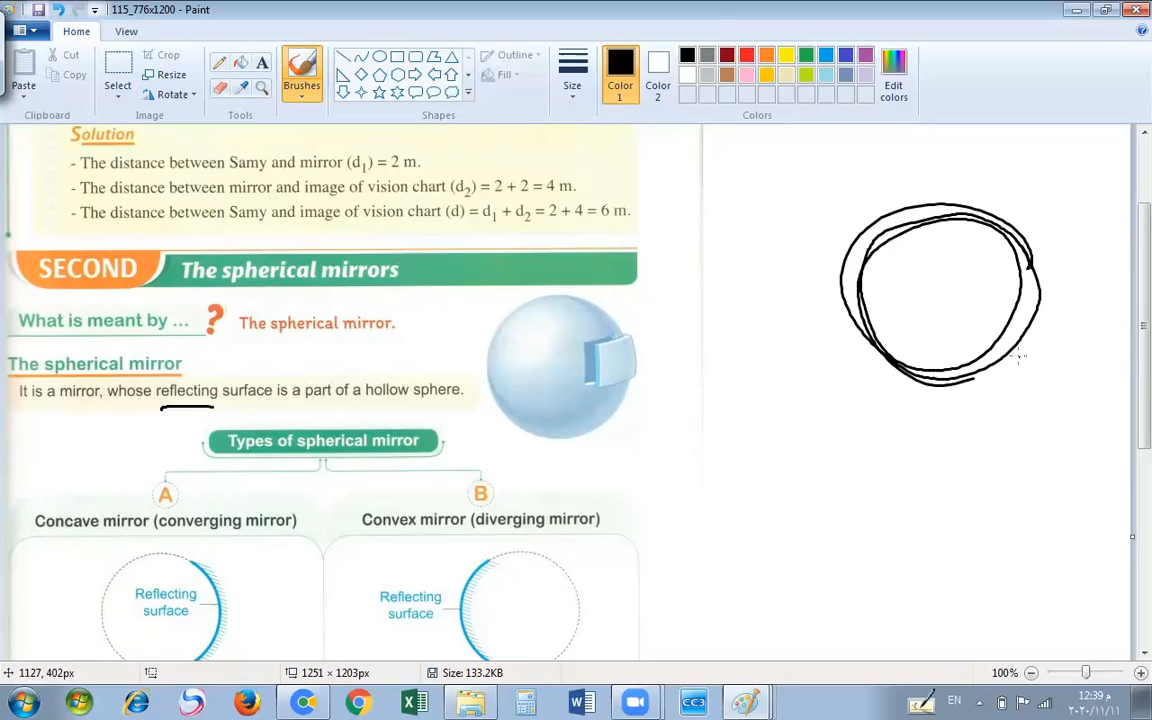 115_776x1200 - Paint
Home
View
Paste
Cut
Copy
Clipboard
Select
Crop
Resize
Rotate
Image
A
Tools
Brushes
Outline
Fill
Shapes
Size
Color 1
Color 2
Edit colors
Colors
Solution
- The distance between Samy and mirror (d1) = 2 m.
- The distance between mirror and image of vision chart (d2) = 2 + 2 = 4 m.
- The distance between Samy and image of vision chart (d) = d1 + d2 = 2 + 4 = 6 m.
SECOND The spherical mirrors
What is meant by ... ? The spherical mirror.
The spherical mirror
It is a mirror, whose reflecting surface is a part of a hollow sphere.
Types of spherical mirror
A
Concave mirror (converging mirror)
Reflecting
surface
B
Convex mirror (diverging mirror)
Reflecting
surface
1127, 402px
1251 × 1203px
Size: 133.2KB
100%
W
CC3
EN
12:39 م
٢٠٢٠/١١/١١